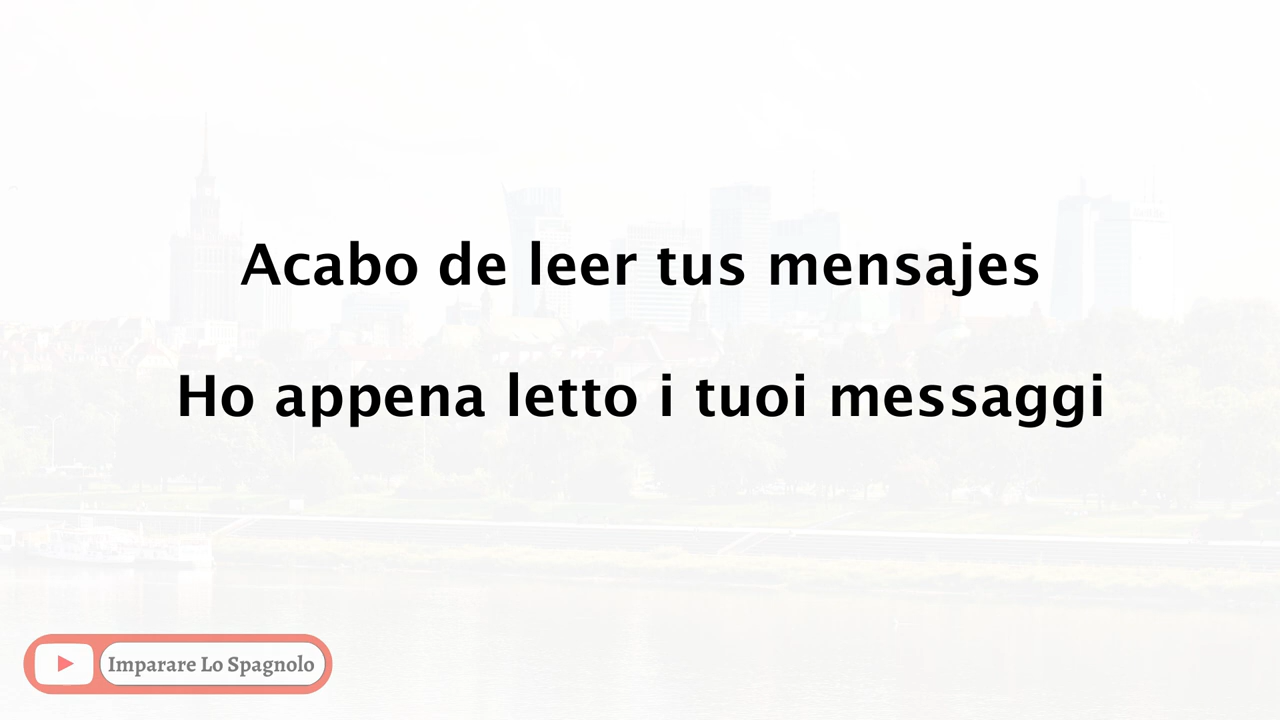 Acabo de leer tus mensajes
Ho appena letto i tuoi messaggi
Imparare Lo Spagnolo